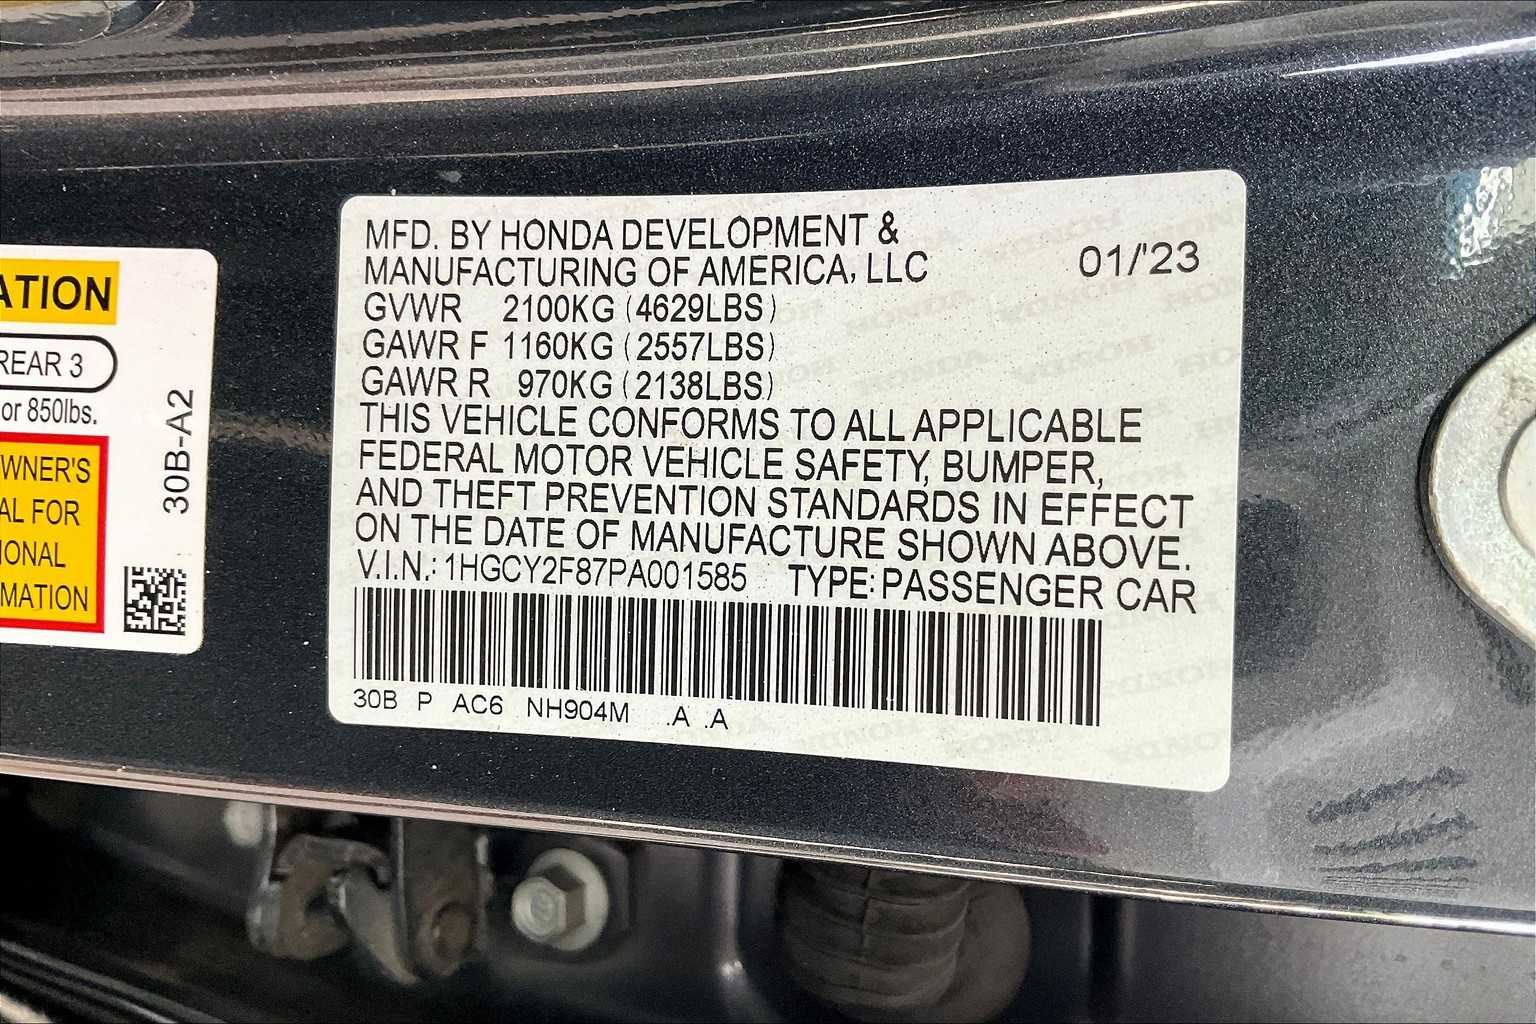 ATION
REAR 3
or 850lbs.
WNER'S
AL FOR
IONAL
MATION
30B-A2
MFD. BY HONDA DEVELOPMENT &
MANUFACTURING OF AMERICA, LLC
01/'23
GVWR 2100KG (4629LBS)
GAWR F 1160KG (2557LBS)
GAWR R 970KG (2138LBS)
THIS VEHICLE CONFORMS TO ALL APPLICABLE
FEDERAL MOTOR VEHICLE SAFETY, BUMPER,
AND THEFT PREVENTION STANDARDS IN EFFECT
ON THE DATE OF MANUFACTURE SHOWN ABOVE.
V.I.N.: 1HGCY2F87PA001585 TYPE: PASSENGER CAR
30B P AC6 NH904M .A .A